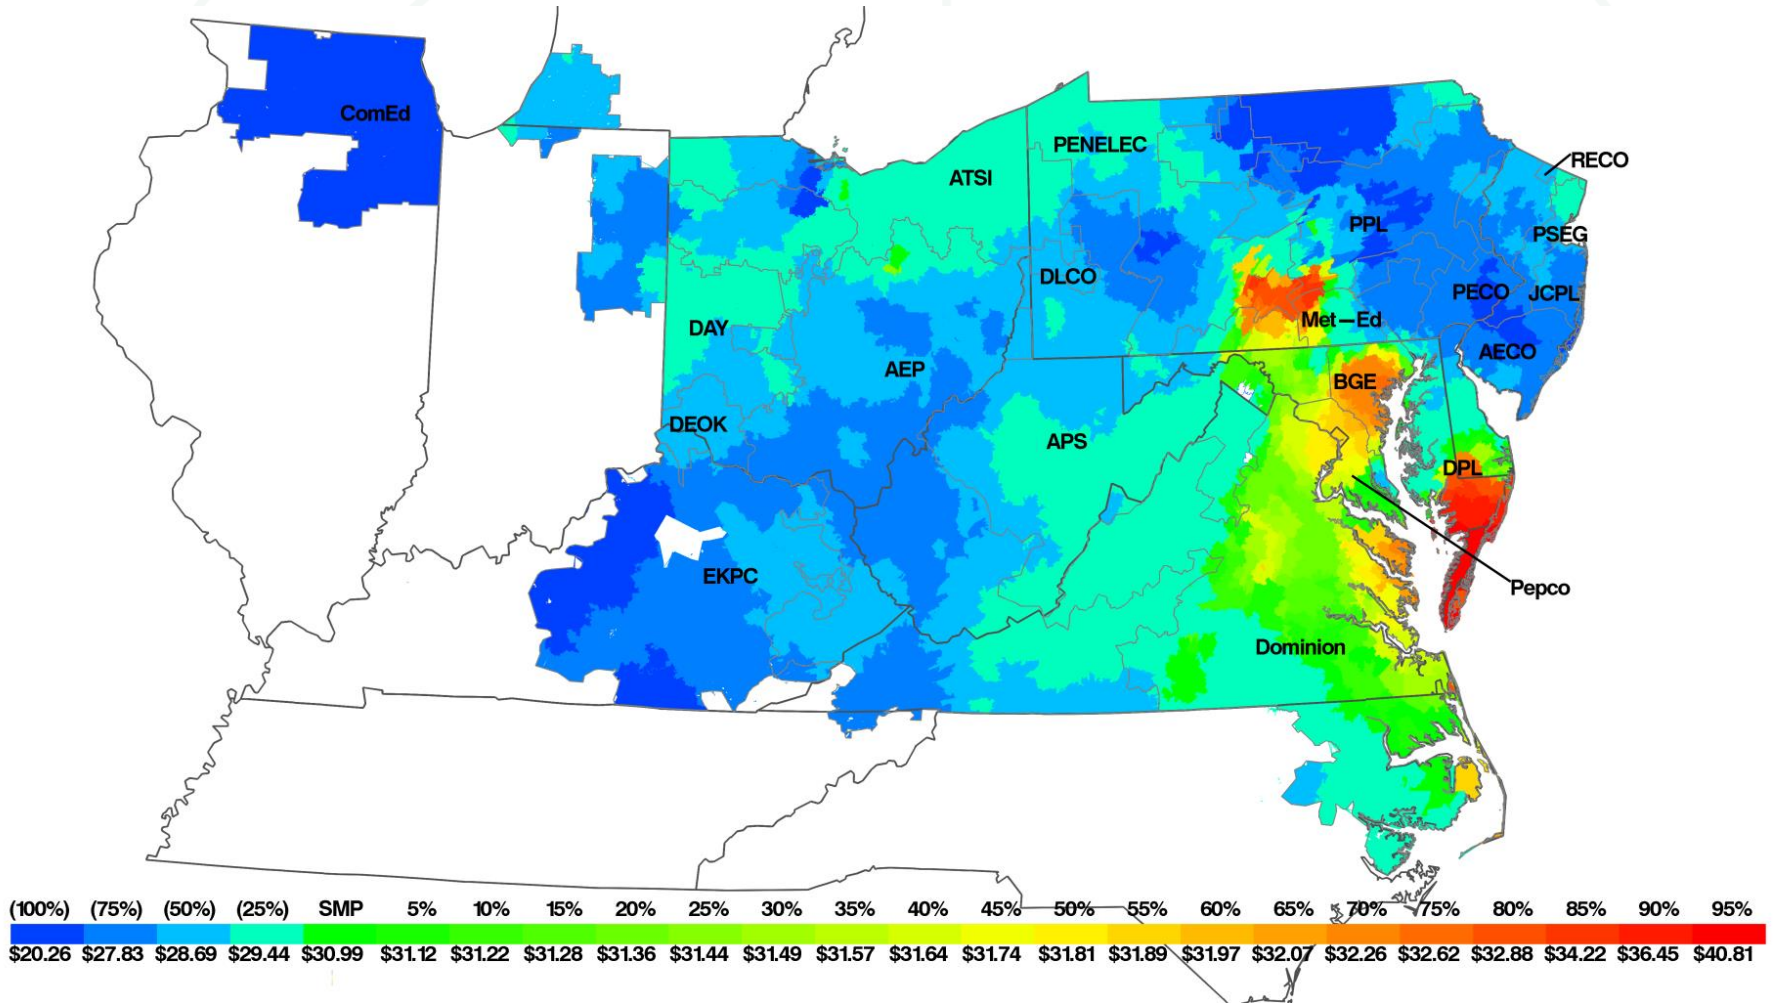 ComEd
PENELEC
RECO
ATSI
PPL
PSEG
DLCO
PECO
JCPL
DAY
Met-Ed
AECO
AEP
BGE
DEOK
APS
DPL
EKPC
Pepco
Dominion
(100%) (75%) (50%) (25%) SMP 5% 10% 15% 20% 25% 30% 35% 40% 45% 50% 55% 60% 65% 70% 75% 80% 85% 90% 95%
$20.26 $27.83 $28.69 $29.44 $30.99 $31.12 $31.22 $31.28 $31.36 $31.44 $31.49 $31.57 $31.64 $31.74 $31.81 $31.89 $31.97 $32.07 $32.26 $32.62 $32.88 $34.22 $36.45 $40.81